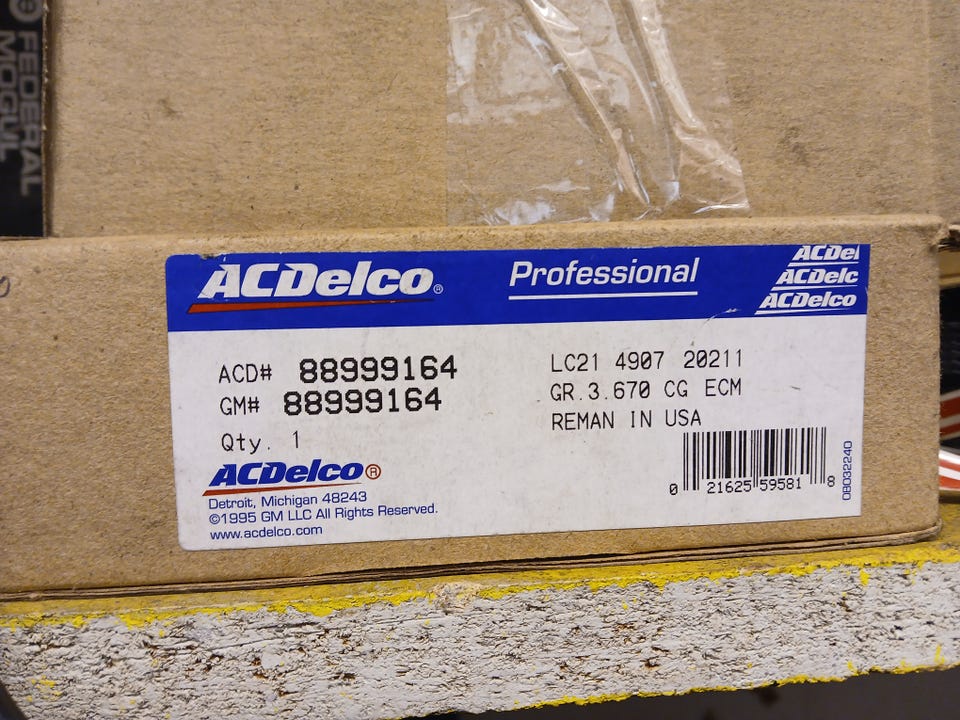 FEDERAL
MOGUL
ACDelco®
Professional
ACDel
ACDelc
ACDelco
ACD# 88999164
GM# 88999164
Qty. 1
LC21 4907 20211
GR.3.670 CG ECM
REMAN IN USA
0 21625 59581 8
08032240
ACDelco®
Detroit, Michigan 48243
©1995 GM LLC All Rights Reserved.
www.acdelco.com